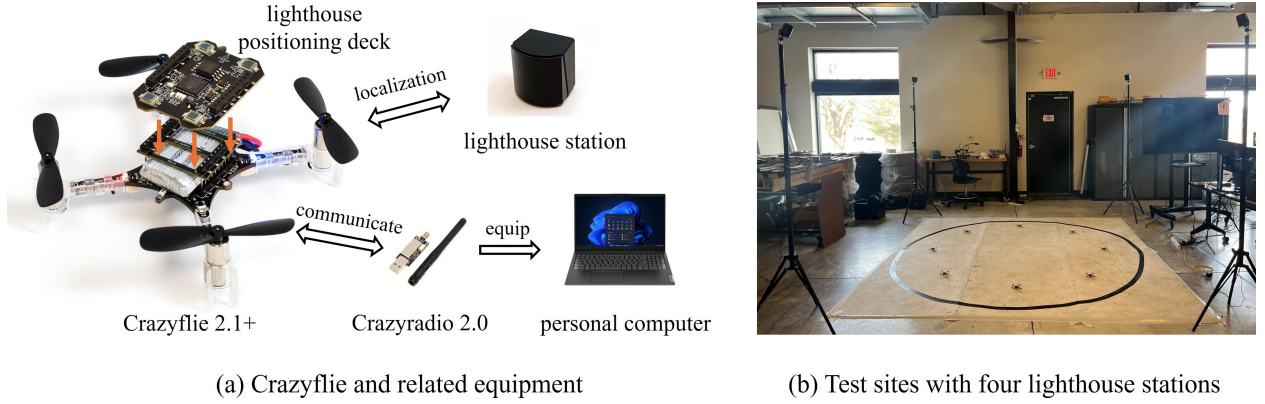 lighthouse
positioning deck
localization
lighthouse station
communicate
equip
Crazyflie 2.1+
Crazyradio 2.0
personal computer
EXIT
(a) Crazyflie and related equipment
(b) Test sites with four lighthouse stations